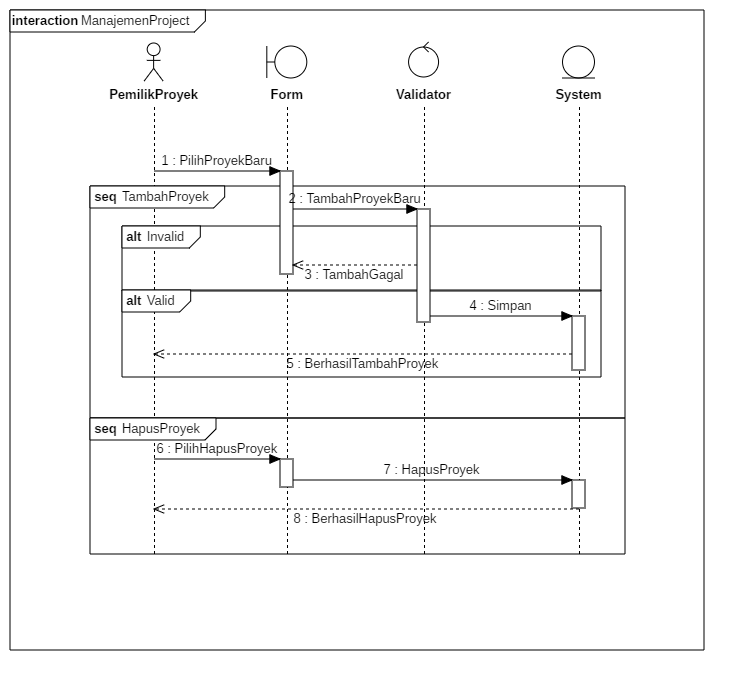 interaction ManajemenProject
PemilikProyek
Form
Validator
System
1 : PilihProyekBaru
seq TambahProyek
2 : TambahProyekBaru
alt Invalid
3 : TambahGagal
alt Valid
4 : Simpan
5 : BerhasilTambahProyek
seq HapusProyek
6 : PilihHapusProyek
7 : HapusProyek
8 : BerhasilHapusProyek